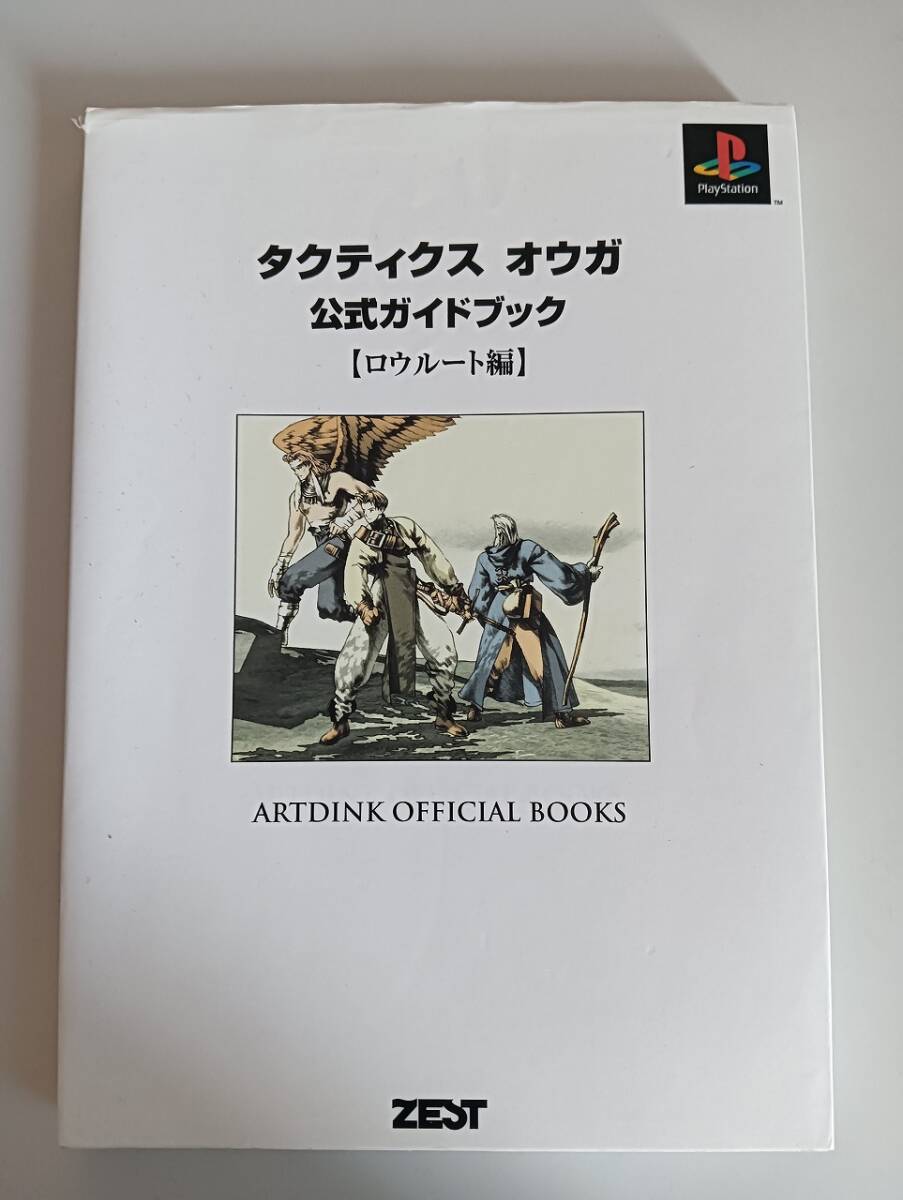 PlayStation
TM
タクティクス オウガ
公式ガイドブック
【ロウルート編】
ARTDINK OFFICIAL BOOKS
ZEST